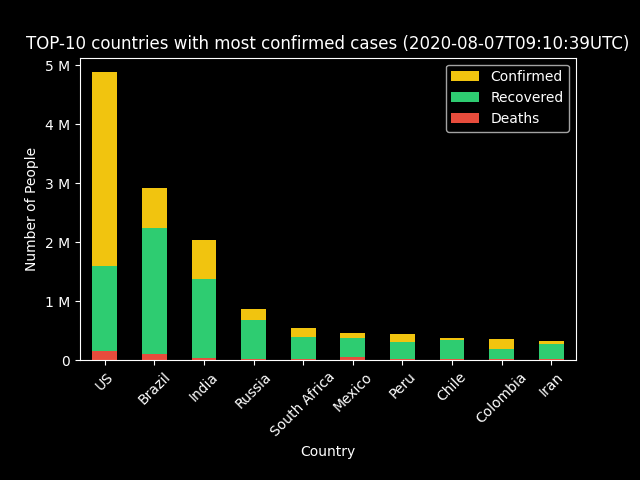 TOP-10 countries with most confirmed cases (2020-08-07T09:10:39UTC)
Confirmed
Recovered
Deaths
Number of People
5 M
4 M
3 M
2 M
1 M
0
US
Brazil
India
Russia
South Africa
Mexico
Peru
Chile
Colombia
Iran
Country